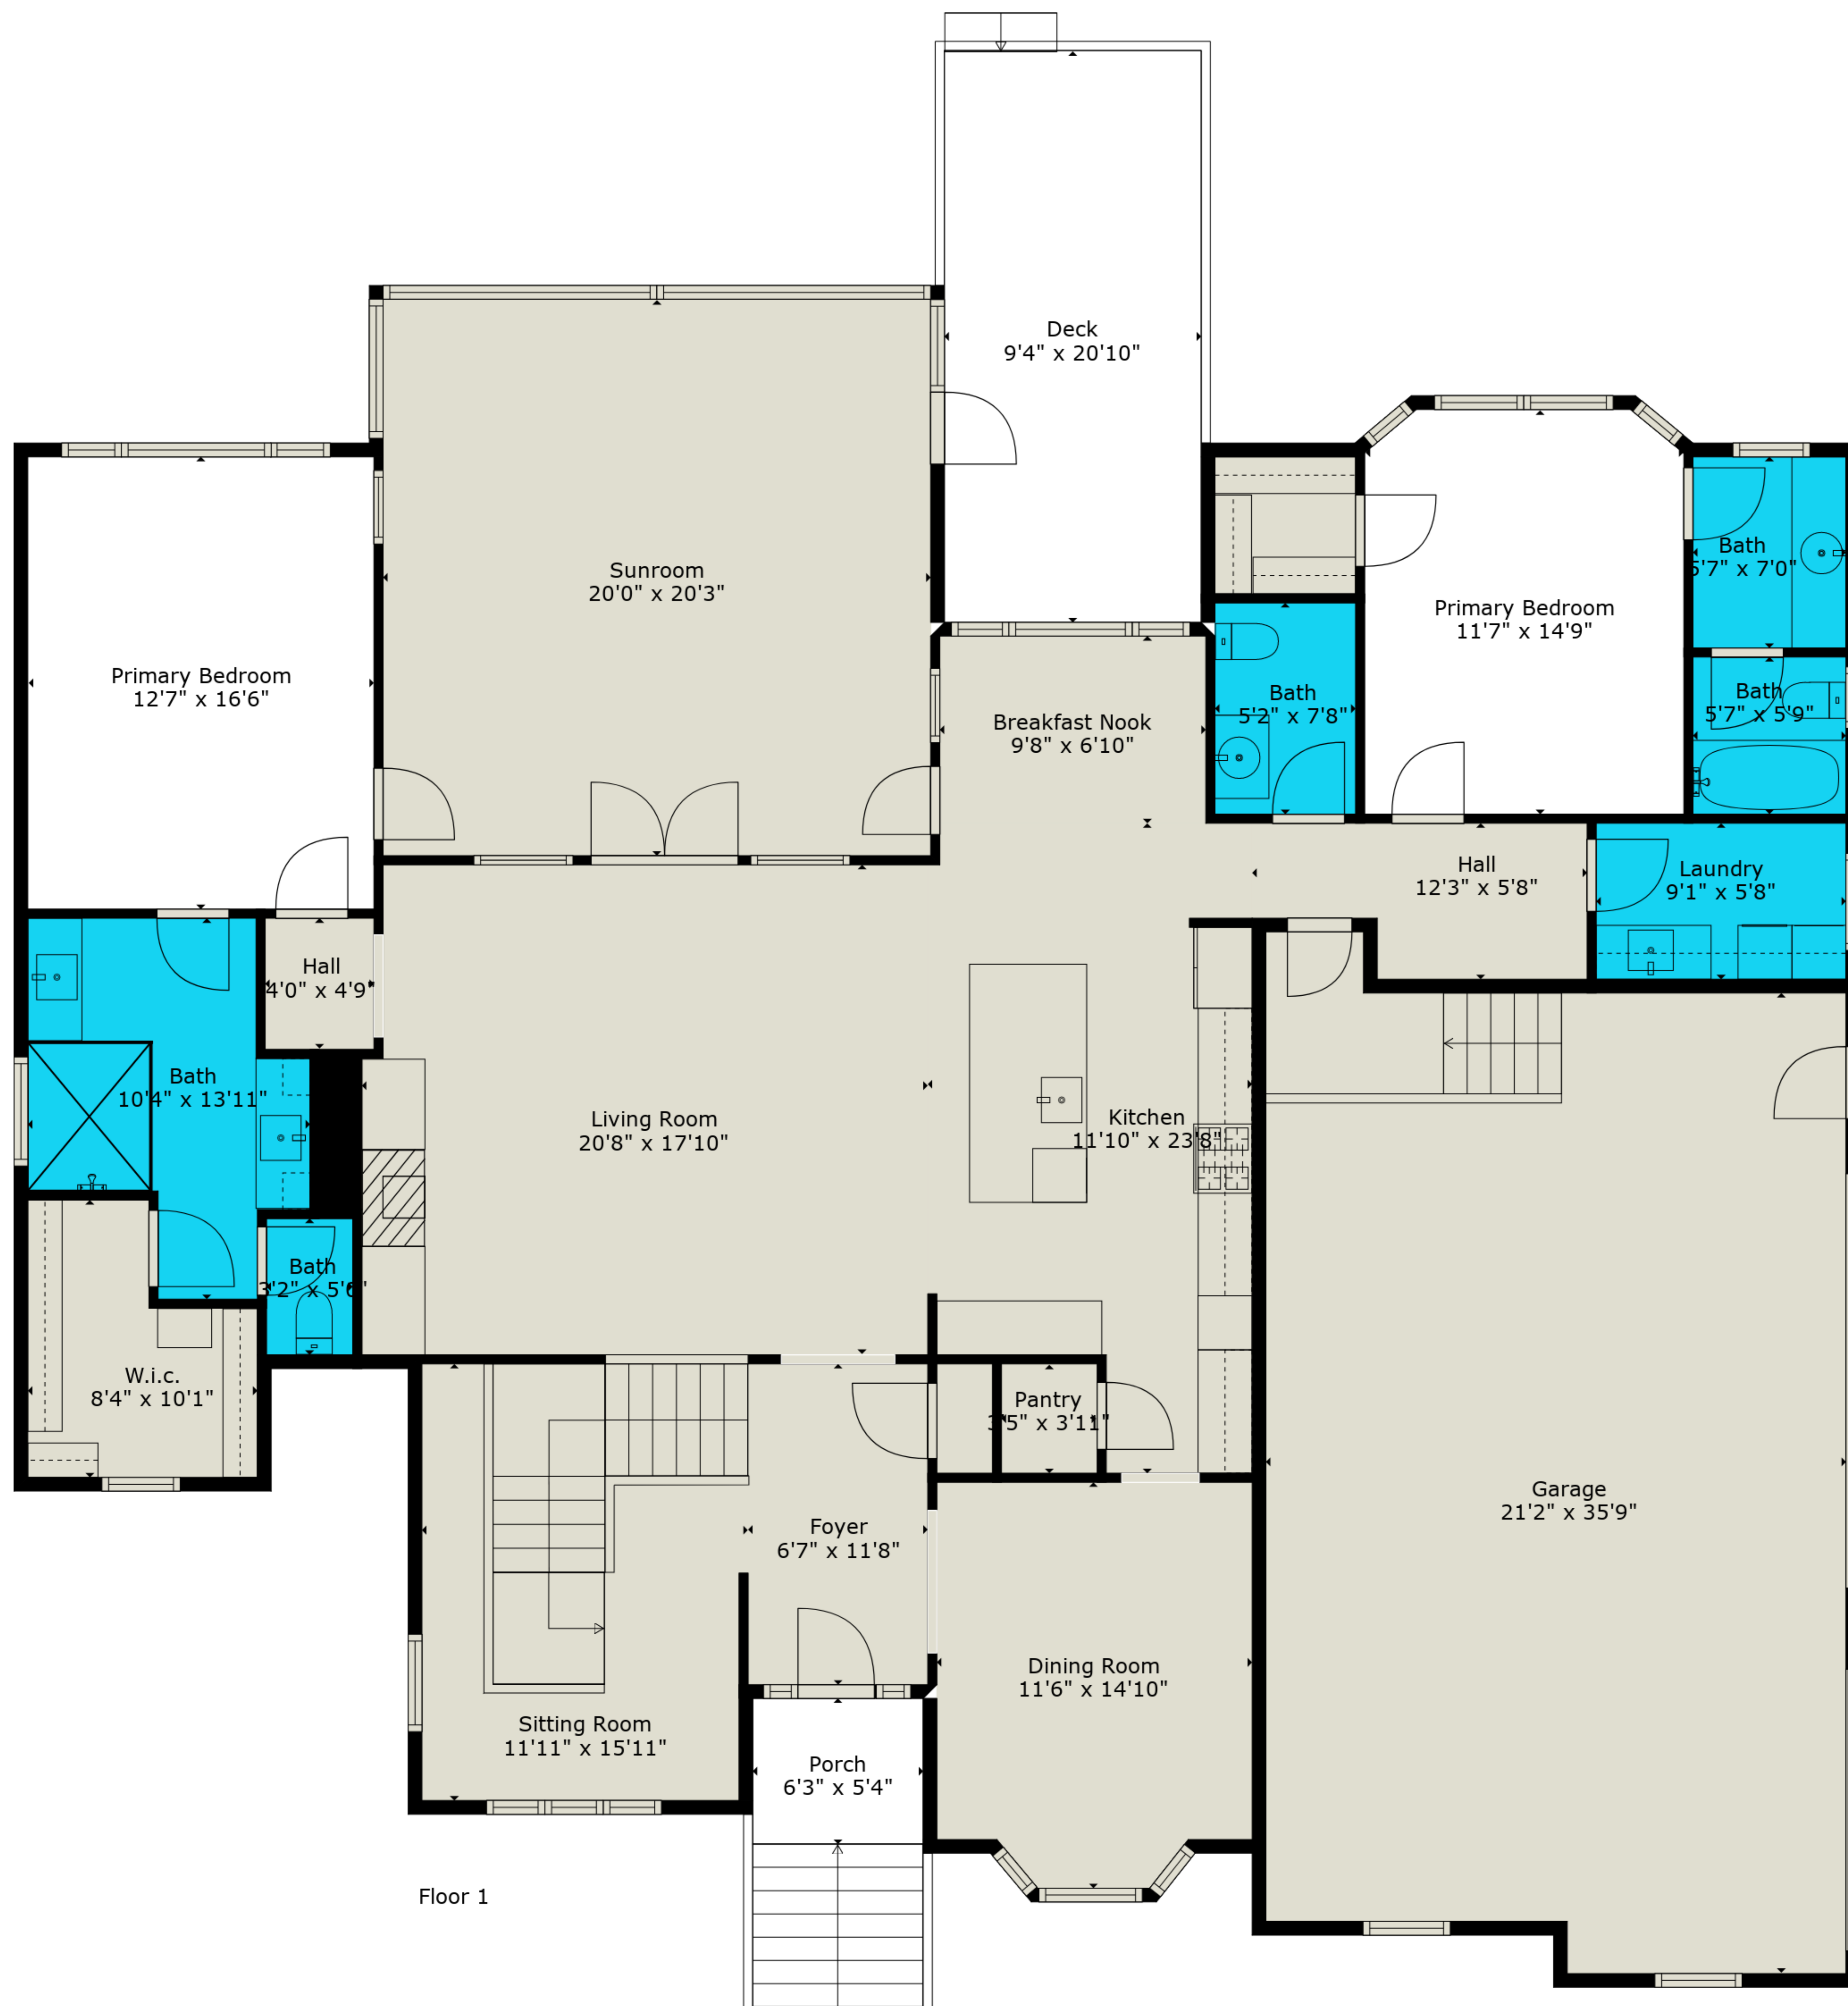 Deck
9'4" x 20'10"
Sunroom
20'0" x 20'3"
Primary Bedroom
12'7" x 16'6"
Breakfast Nook
9'8" x 6'10"
Bath
5'2" x 7'8"
Primary Bedroom
11'7" x 14'9"
Bath
5'7" x 7'0"
Bath
5'7" x 5'9"
Hall
12'3" x 5'8"
Laundry
9'1" x 5'8"
Hall
4'0" x 4'9"
Bath
10'4" x 13'11"
Living Room
20'8" x 17'10"
Kitchen
11'10" x 23'8"
Bath
3'2" x 5'6"
W.i.c.
8'4" x 10'1"
Pantry
3'5" x 3'11"
Garage
21'2" x 35'9"
Foyer
6'7" x 11'8"
Dining Room
11'6" x 14'10"
Sitting Room
11'11" x 15'11"
Porch
6'3" x 5'4"
Floor 1